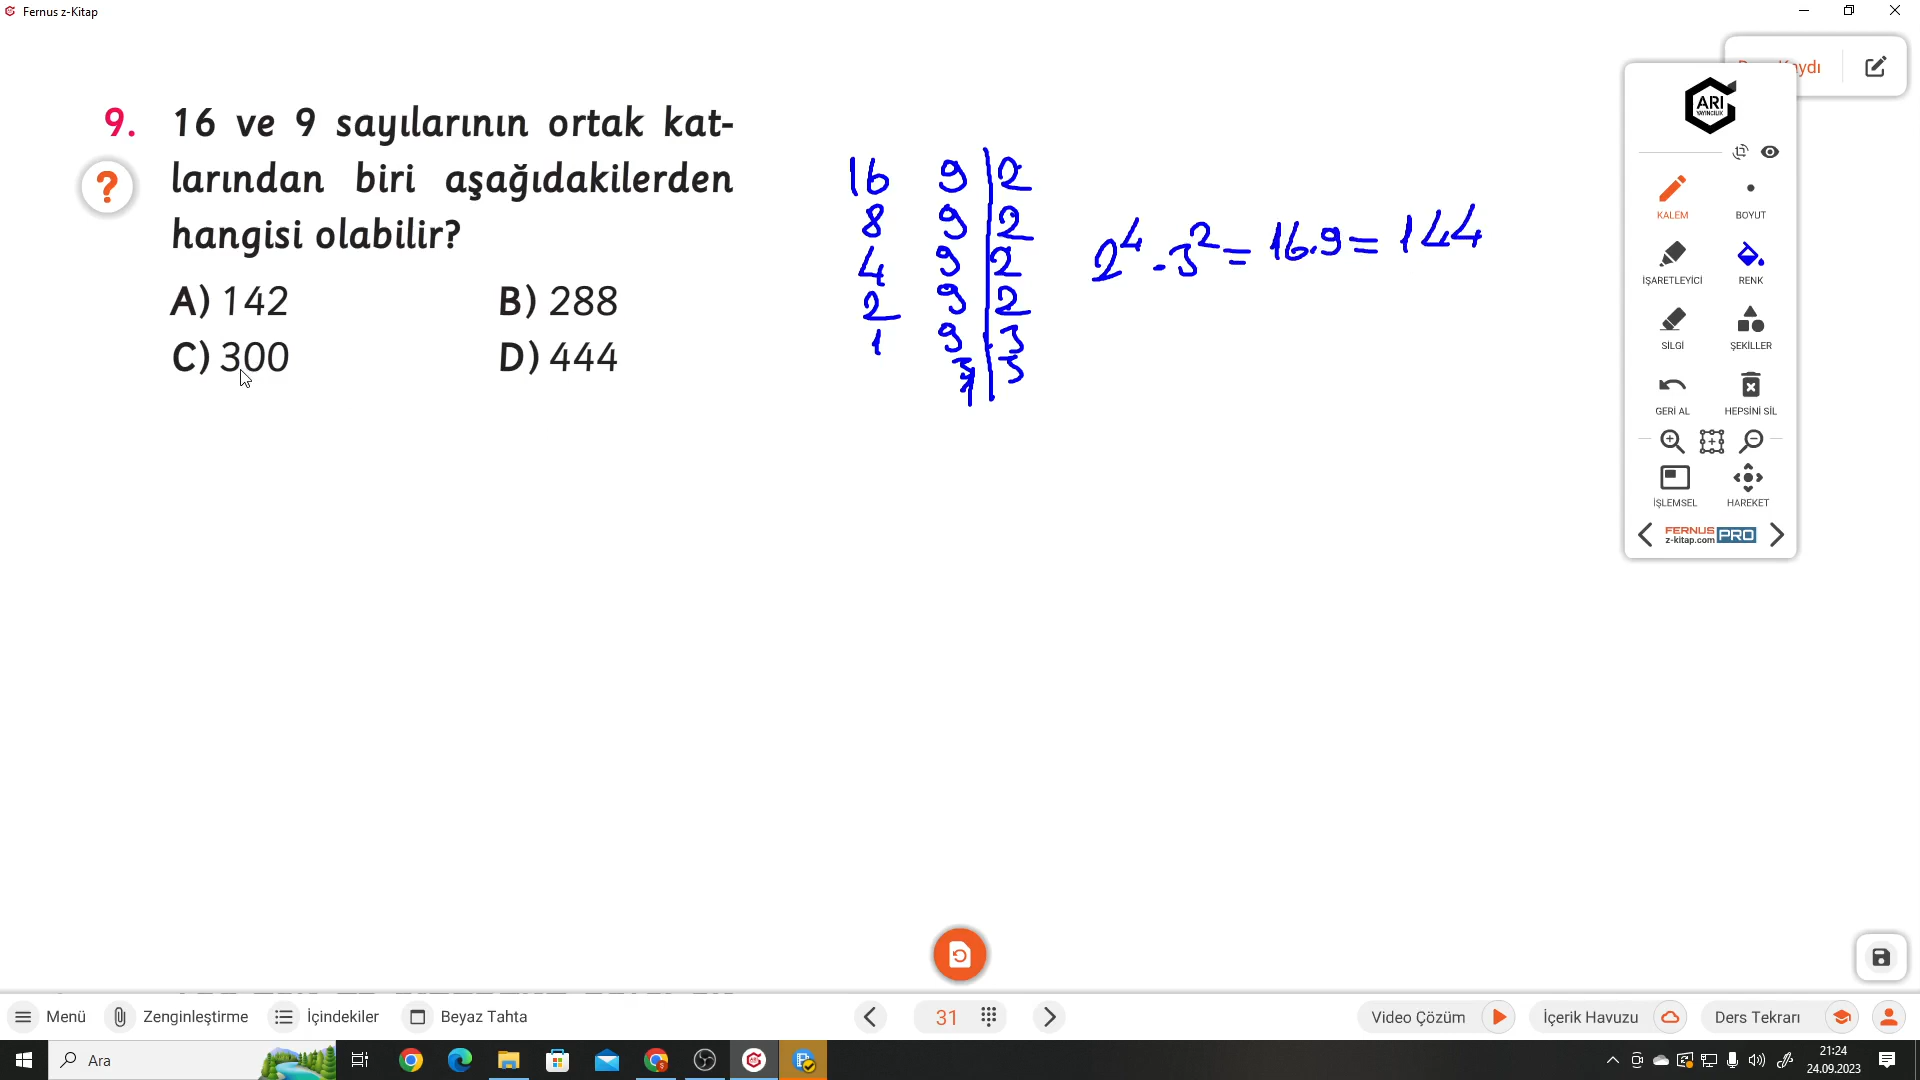 Fernus z-Kitap
9. 16 ve 9 sayılarının ortak kat-
larından biri aşağıdakilerden
hangisi olabilir?
A) 142 B) 288
C) 300 D) 444
16 9 2
8 9 2
4 9 2
2 9 2
1 9 3
3 3
1
2⁴ . 3² = 16.9 = 144
ARI
YAYINCILIK
KALEM BOYUT
İŞARETLEYİCİ RENK
SİLGİ ŞEKİLLER
GERİ AL HEPSİNİ SİL
İŞLEMSEL HAREKET
FERNUS
z-kitap.com PRO
Menü Zenginleştirme İçindekiler Beyaz Tahta 31 Video Çözüm İçerik Havuzu Ders Tekrarı
Ara
21:24
24.09.2023